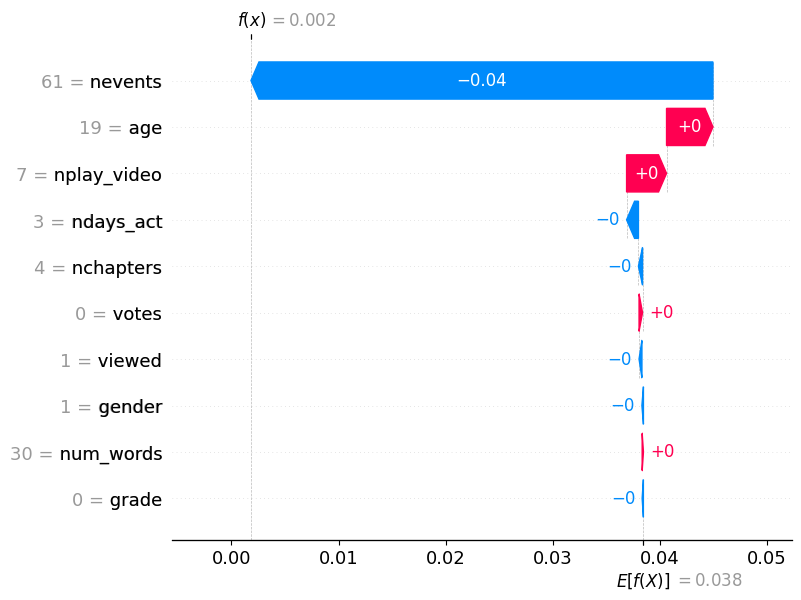 f(x) = 0.002
61 = nevents
−0.04
19 = age
+0
7 = nplay_video
+0
3 = ndays_act
−0
4 = nchapters
−0
0 = votes
+0
1 = viewed
−0
1 = gender
−0
30 = num_words
+0
0 = grade
−0
0.00 0.01 0.02 0.03 0.04 0.05
E[f(X)] = 0.038